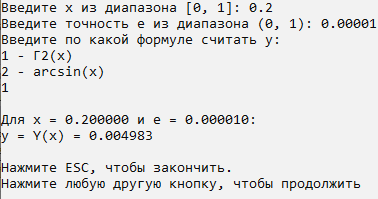 Введите x из диапазона [0, 1]: 0.2
Введите точность e из диапазона (0, 1): 0.00001
Введите по какой формуле считать y:
1 - Г2(x)
2 - arcsin(x)
1
Для x = 0.200000 и e = 0.000010:
y = Y(x) = 0.004983
Нажмите ESC, чтобы закончить.
Нажмите любую другую кнопку, чтобы продолжить